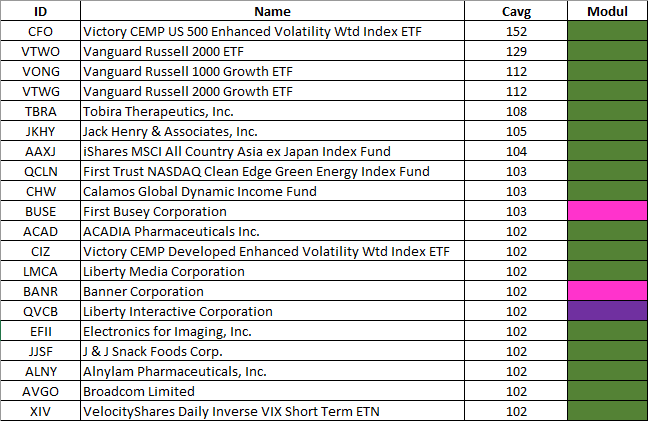 ID Name Cavg Modul
CFO Victory CEMP US 500 Enhanced Volatility Wtd Index ETF 152
VTWO Vanguard Russell 2000 ETF 129
VONG Vanguard Russell 1000 Growth ETF 112
VTWG Vanguard Russell 2000 Growth ETF 112
TBRA Tobira Therapeutics, Inc. 108
JKHY Jack Henry & Associates, Inc. 105
AAXJ iShares MSCI All Country Asia ex Japan Index Fund 104
QCLN First Trust NASDAQ Clean Edge Green Energy Index Fund 103
CHW Calamos Global Dynamic Income Fund 103
BUSE First Busey Corporation 103
ACAD ACADIA Pharmaceuticals Inc. 102
CIZ Victory CEMP Developed Enhanced Volatility Wtd Index ETF 102
LMCA Liberty Media Corporation 102
BANR Banner Corporation 102
QVCB Liberty Interactive Corporation 102
EFII Electronics for Imaging, Inc. 102
JJSF J & J Snack Foods Corp. 102
ALNY Alnylam Pharmaceuticals, Inc. 102
AVGO Broadcom Limited 102
XIV VelocityShares Daily Inverse VIX Short Term ETN 102